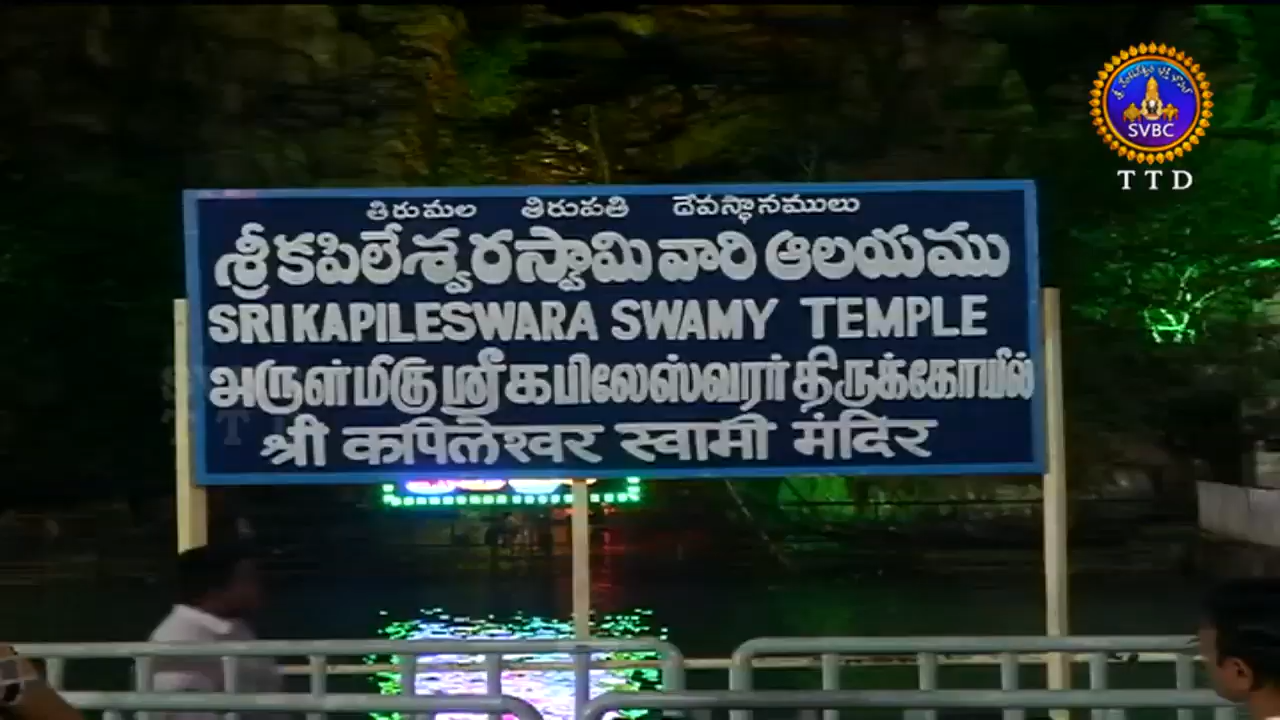 తిరుమల తిరుపతి దేవస్థానములు
శ్రీ కపిలేశ్వరస్వామి వారి ఆలయము
SRI KAPILESWARA SWAMY TEMPLE
அருள்மிகு ஸ்ரீ கபிலேஸ்வரர் திருக்கோயில்
श्री कपिलेश्वर स्वामी मंदिर
SVBC
TTD